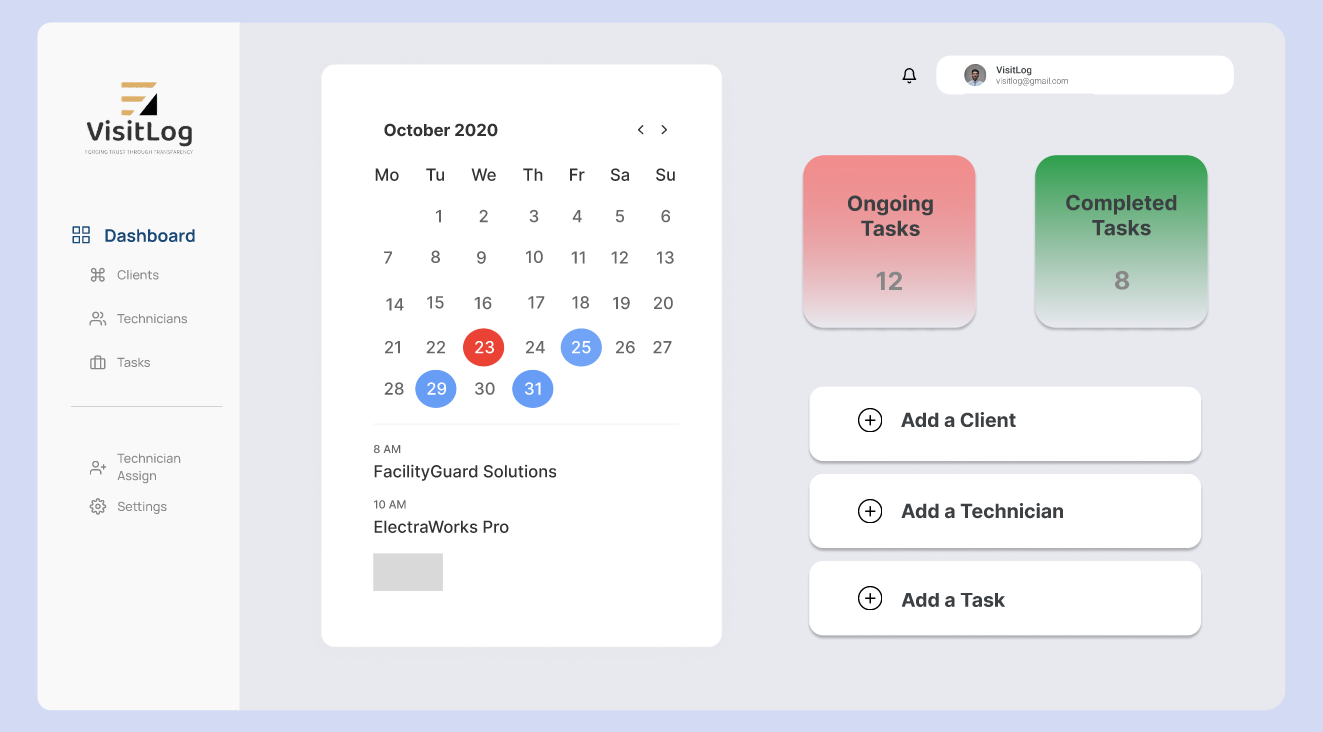 VisitLog
FORGING TRUST THROUGH TRANSPARENCY
Dashboard
Clients
Technicians
Tasks
Technician
Assign
Settings
October 2020
Mo Tu We Th Fr Sa Su
1 2 3 4 5 6
7 8 9 10 11 12 13
14 15 16 17 18 19 20
21 22 23 24 25 26 27
28 29 30 31
8 AM
FacilityGuard Solutions
10 AM
ElectraWorks Pro
VisitLog
visitlog@gmail.com
Ongoing
Tasks
12
Completed
Tasks
8
Add a Client
Add a Technician
Add a Task